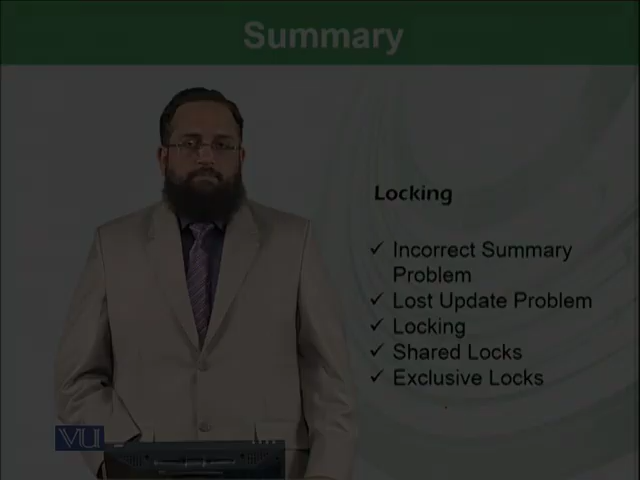 Summary
Locking
✓ Incorrect Summary
Problem
✓ Lost Update Problem
✓ Locking
✓ Shared Locks
✓ Exclusive Locks
VU